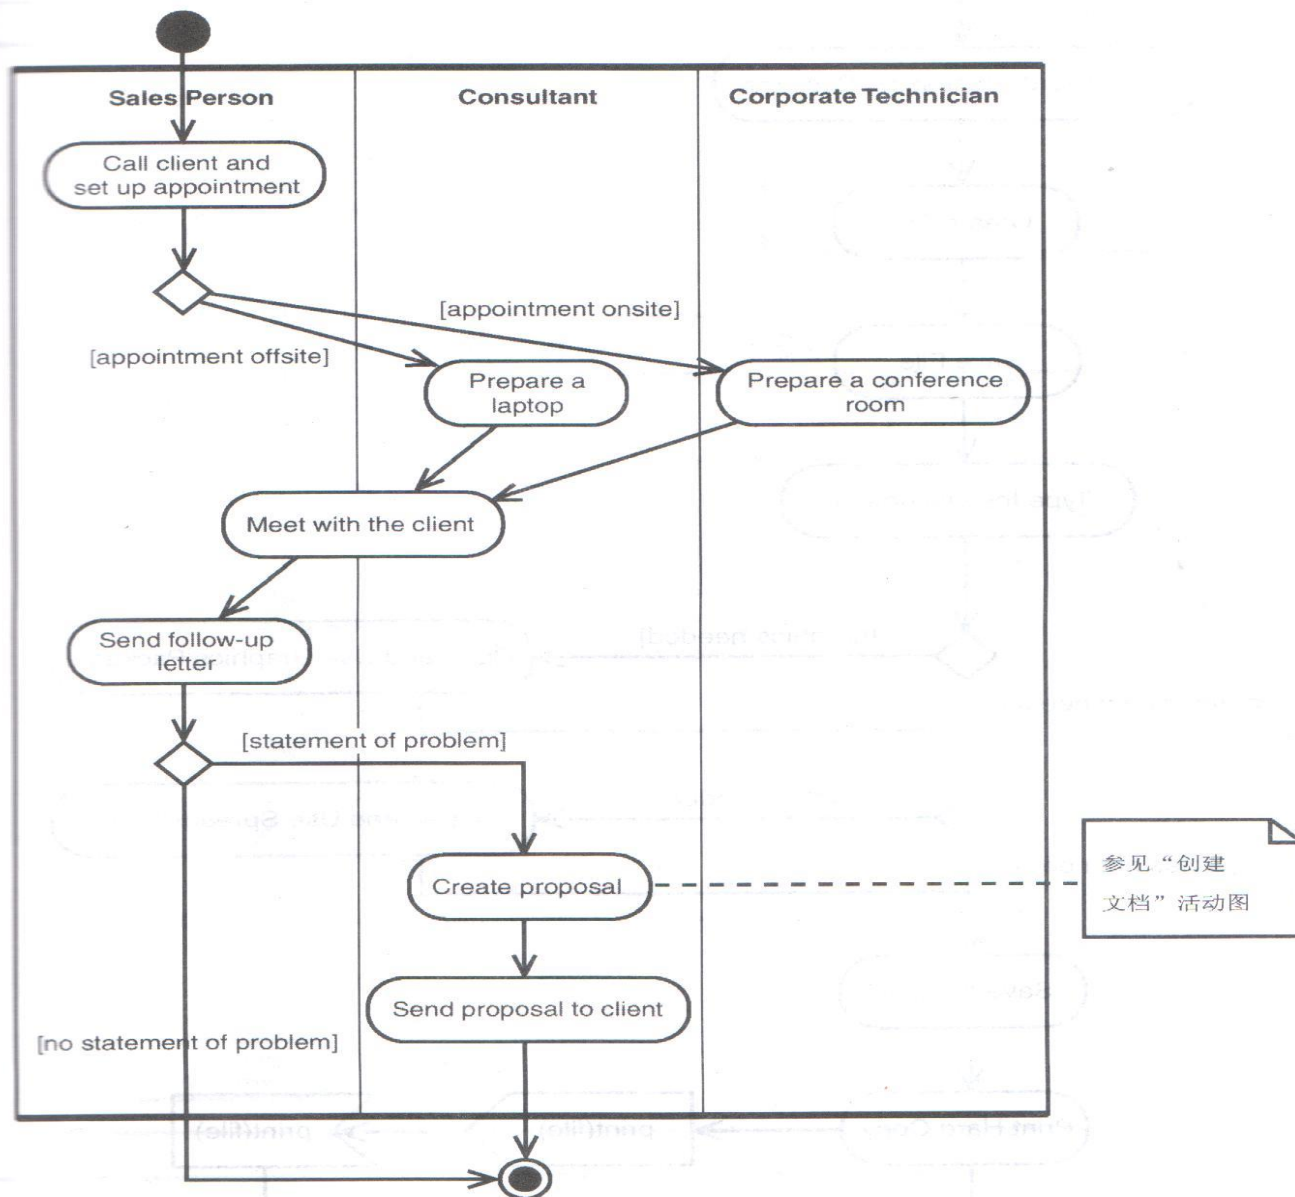 Sales Person
Consultant
Corporate Technician
Call client and
set up appointment
[appointment onsite]
[appointment offsite]
Prepare a
laptop
Prepare a conference
room
Meet with the client
Send follow-up
letter
[statement of problem]
Create proposal
参见“创建
文档”活动图
Send proposal to client
[no statement of problem]